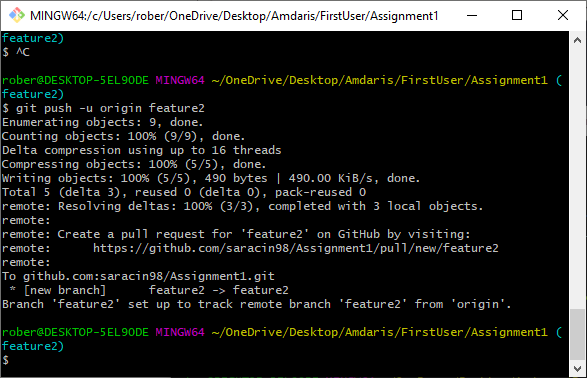 MINGW64:/c/Users/rober/OneDrive/Desktop/Amdaris/FirstUser/Assignment1
feature2)
$ ^C
rober@DESKTOP-5EL9ODE MINGW64 ~/OneDrive/Desktop/Amdaris/FirstUser/Assignment1 (
feature2)
$ git push -u origin feature2
Enumerating objects: 9, done.
Counting objects: 100% (9/9), done.
Delta compression using up to 16 threads
Compressing objects: 100% (5/5), done.
Writing objects: 100% (5/5), 490 bytes | 490.00 KiB/s, done.
Total 5 (delta 3), reused 0 (delta 0), pack-reused 0
remote: Resolving deltas: 100% (3/3), completed with 3 local objects.
remote:
remote: Create a pull request for 'feature2' on GitHub by visiting:
remote:      https://github.com/saracin98/Assignment1/pull/new/feature2
remote:
To github.com:saracin98/Assignment1.git
 * [new branch]      feature2 -> feature2
Branch 'feature2' set up to track remote branch 'feature2' from 'origin'.
rober@DESKTOP-5EL9ODE MINGW64 ~/OneDrive/Desktop/Amdaris/FirstUser/Assignment1 (
feature2)
$